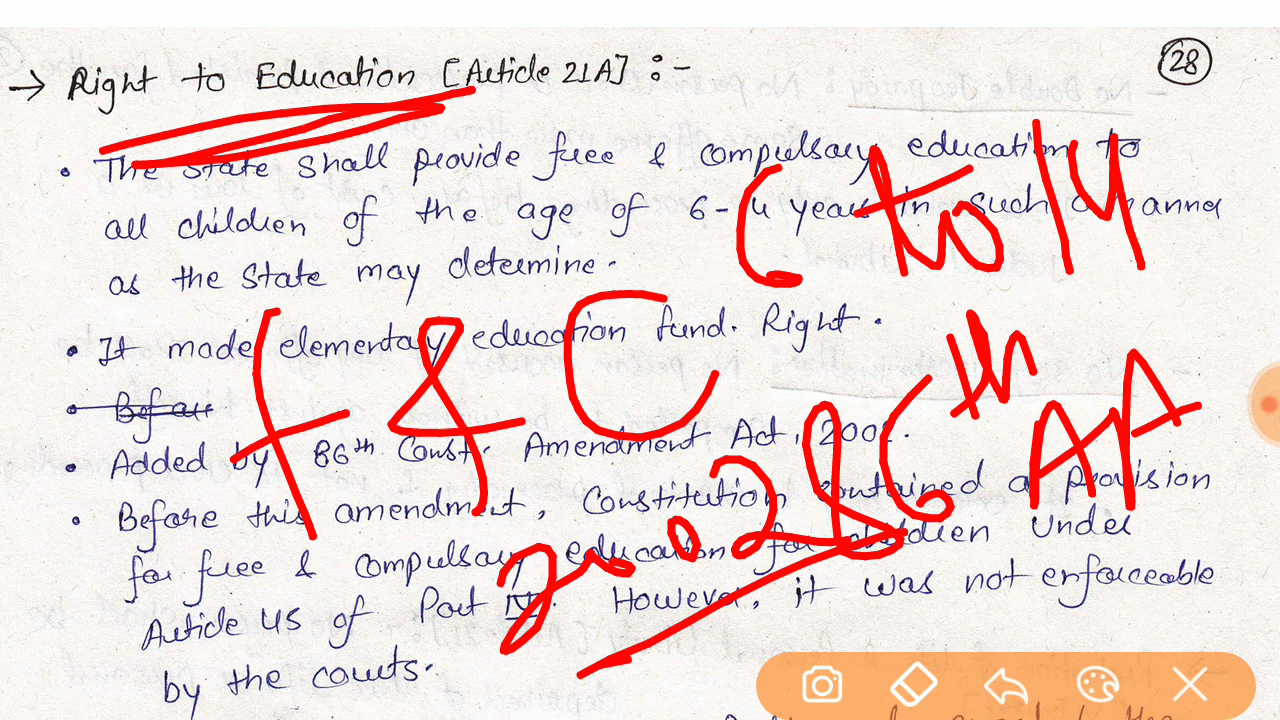 28
→ Right to Education [Article 21A] :-
• The State shall provide free & compulsary education to
all children of the age of 6-14 years in such a manner
as the State may determine.
• It made elementary education fund. Right.
• Befor
• Added by 86th Const. Amendment Act, 2002.
• Before this amendment, Constitution contained a provision
for free & compulsary education for children under
Article 45 of Part IV. However, it was not enforceable
by the courts.
6 to 14
f & C
86th AA
2002